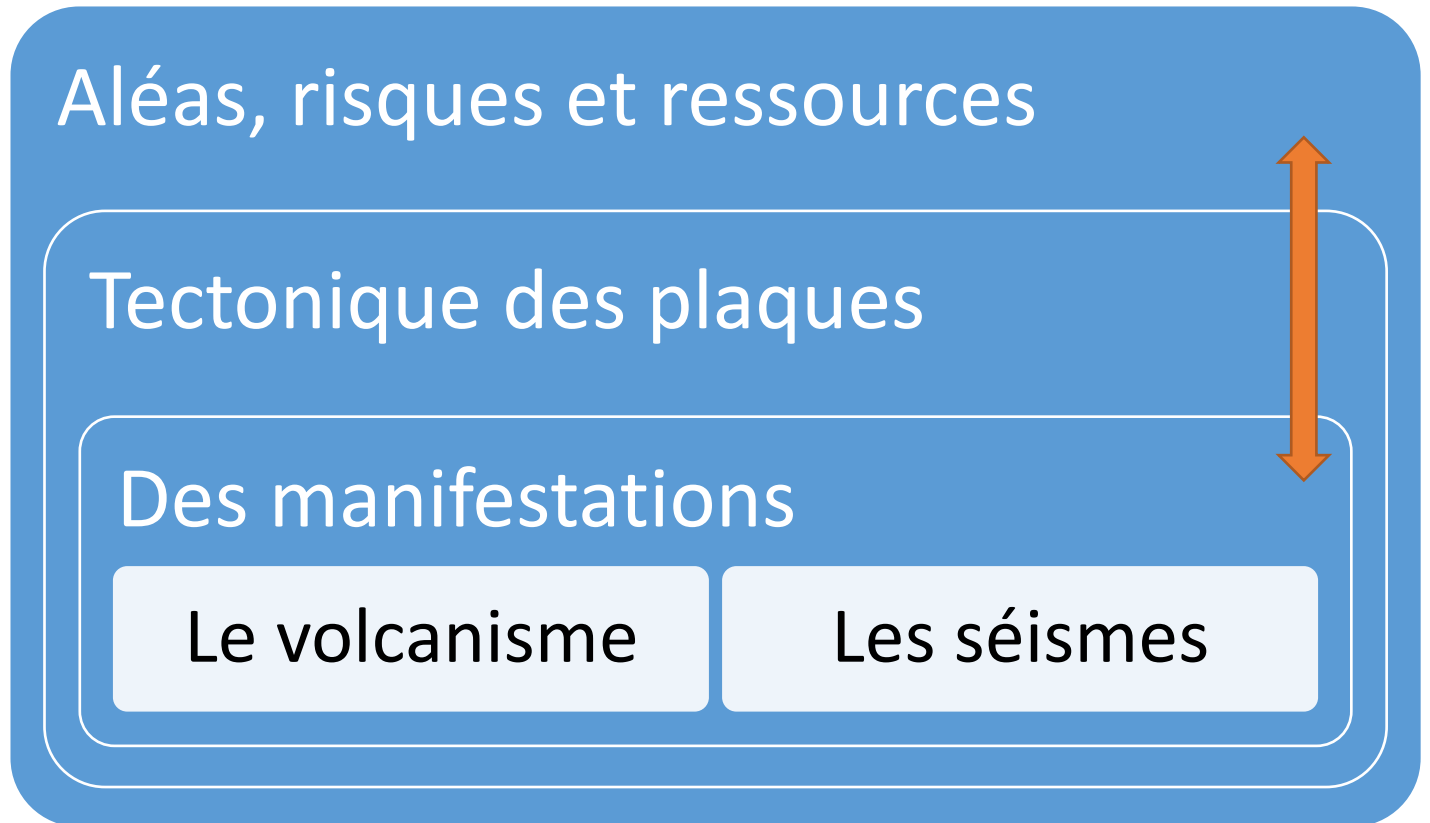 Aléas, risques et ressources
Tectonique des plaques
Des manifestations
Le volcanisme
Les séismes